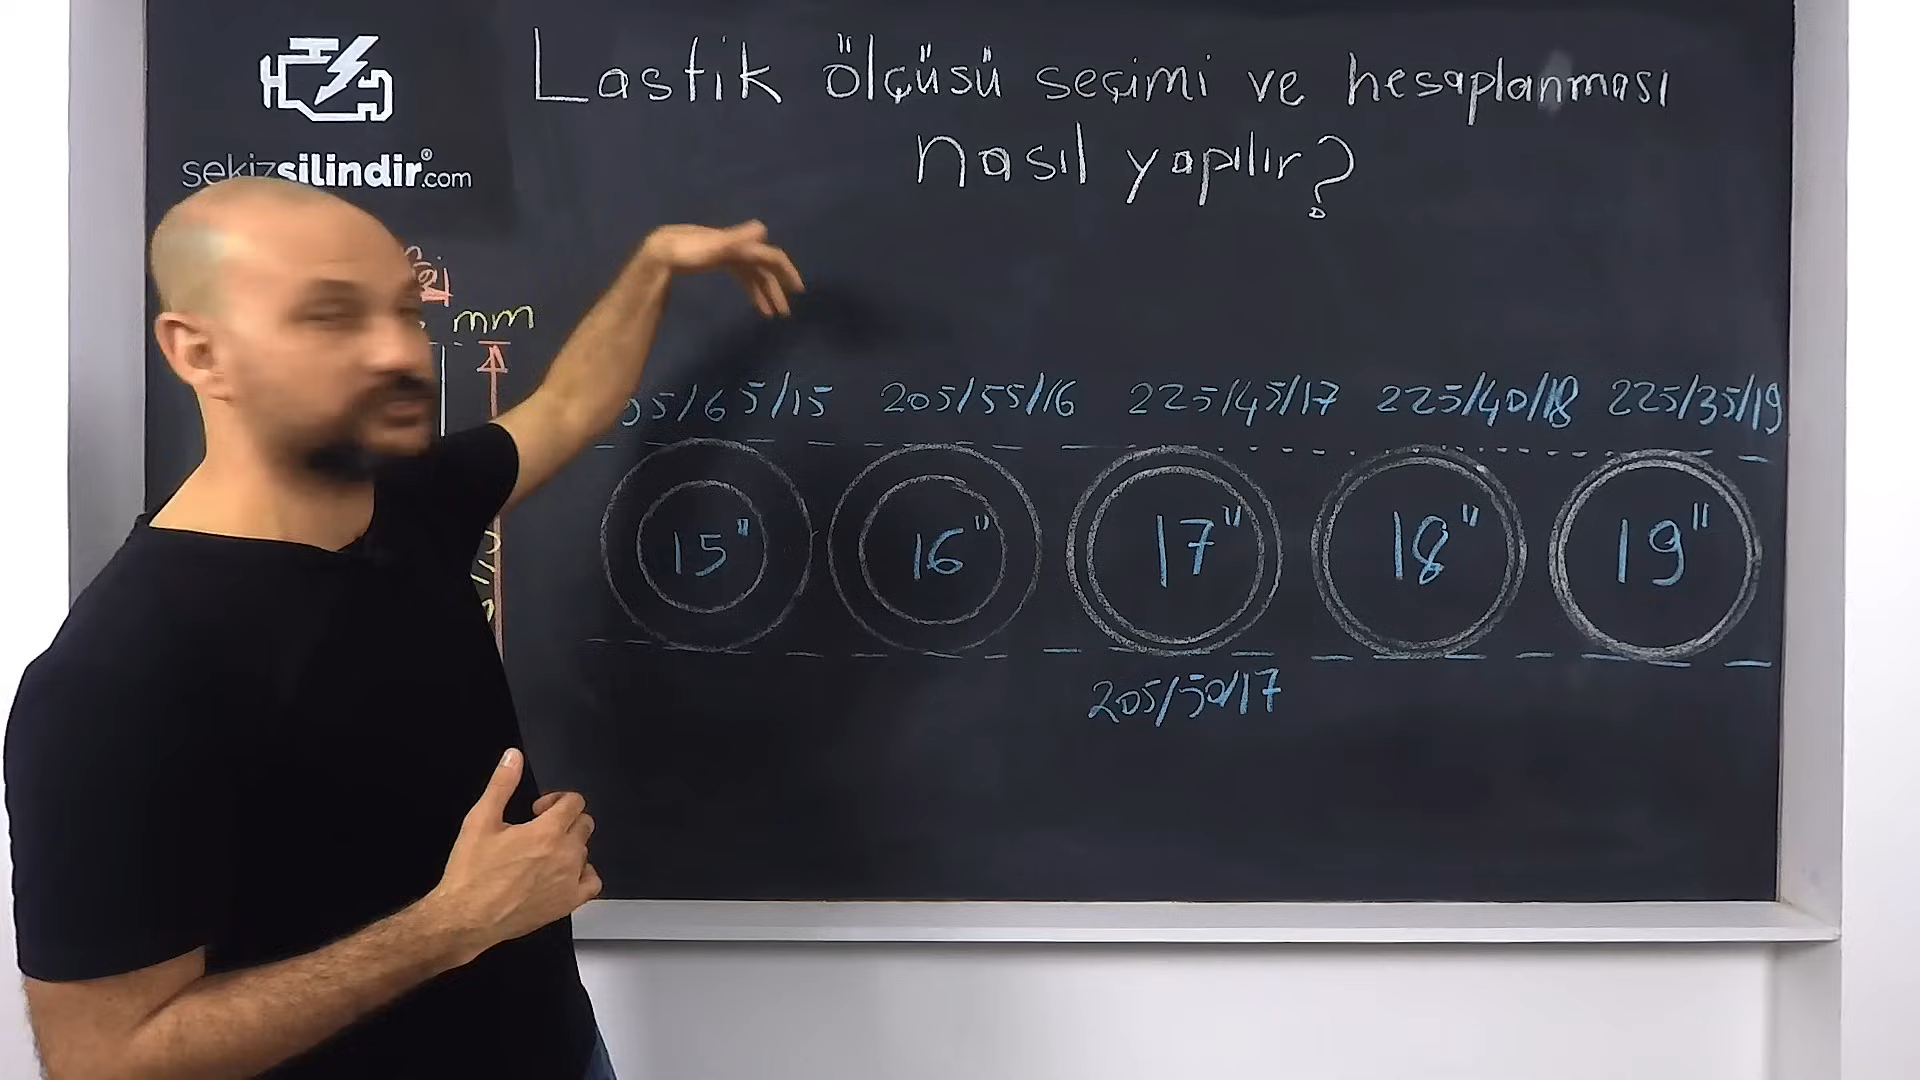 sekizsilindir.com
Lastik ölçüsü seçimi ve hesaplanması
nasıl yapılır?
mm
5/65/15 205/55/16 225/45/17 225/40/18 225/35/19
15" 16" 17" 18" 19"
205/50/17